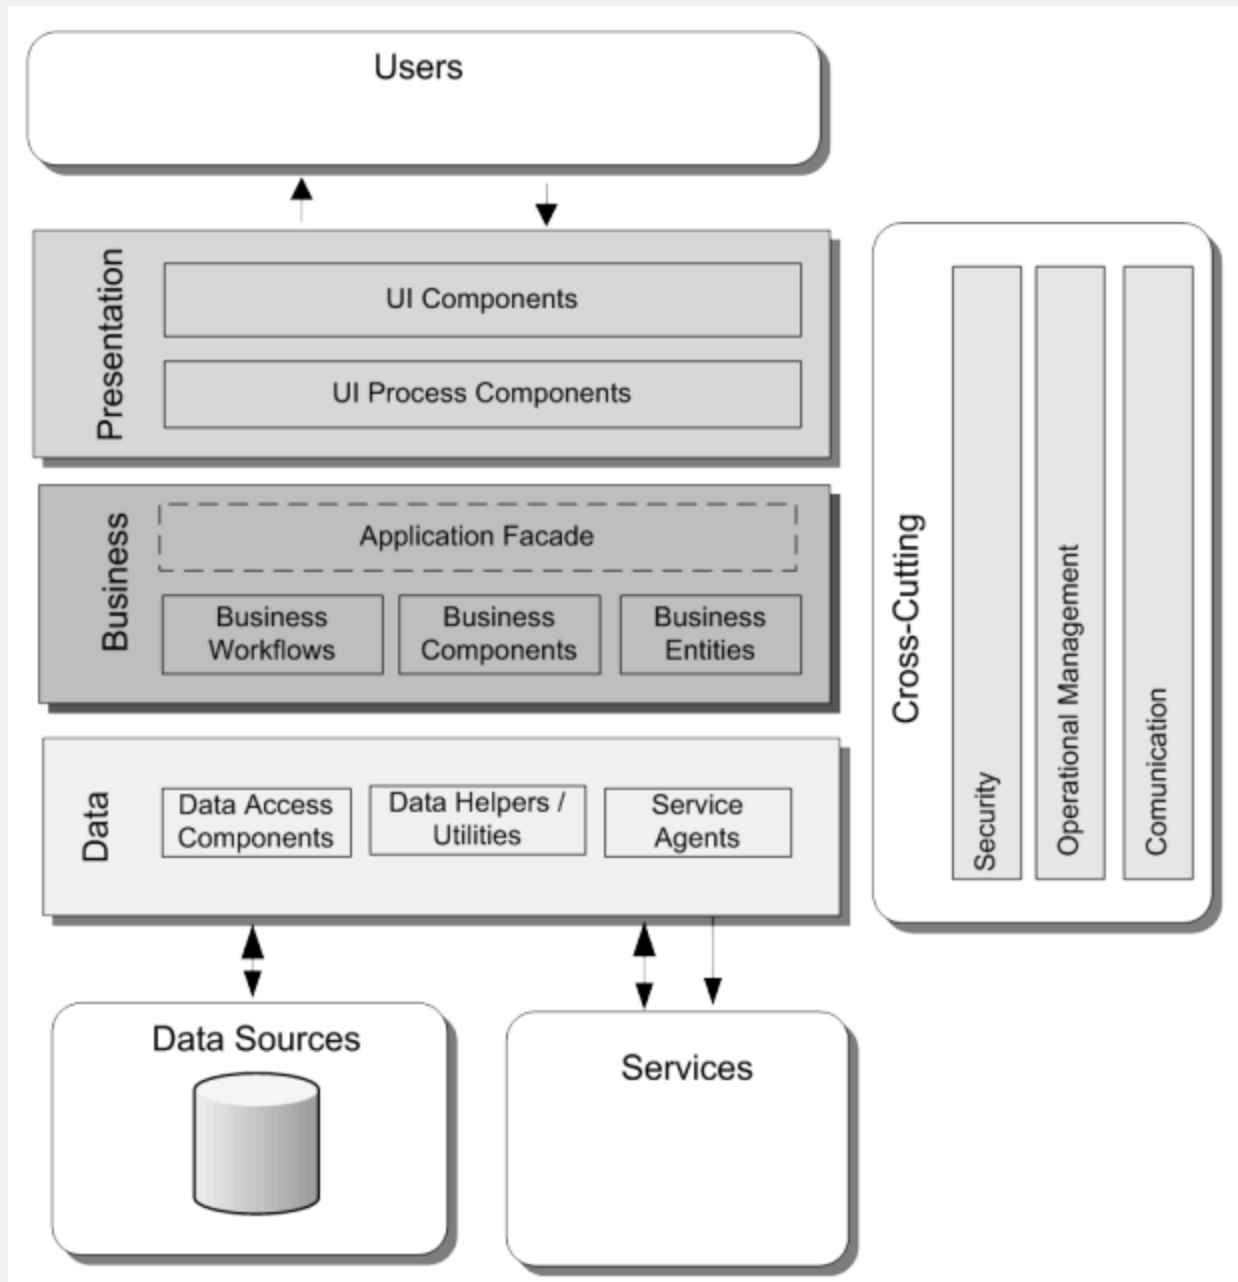 Users
Presentation
UI Components
UI Process Components
Business
Application Facade
Business
Workflows
Business
Components
Business
Entities
Data
Data Access
Components
Data Helpers /
Utilities
Service
Agents
Cross-Cutting
Security
Operational Management
Comunication
Data Sources
Services